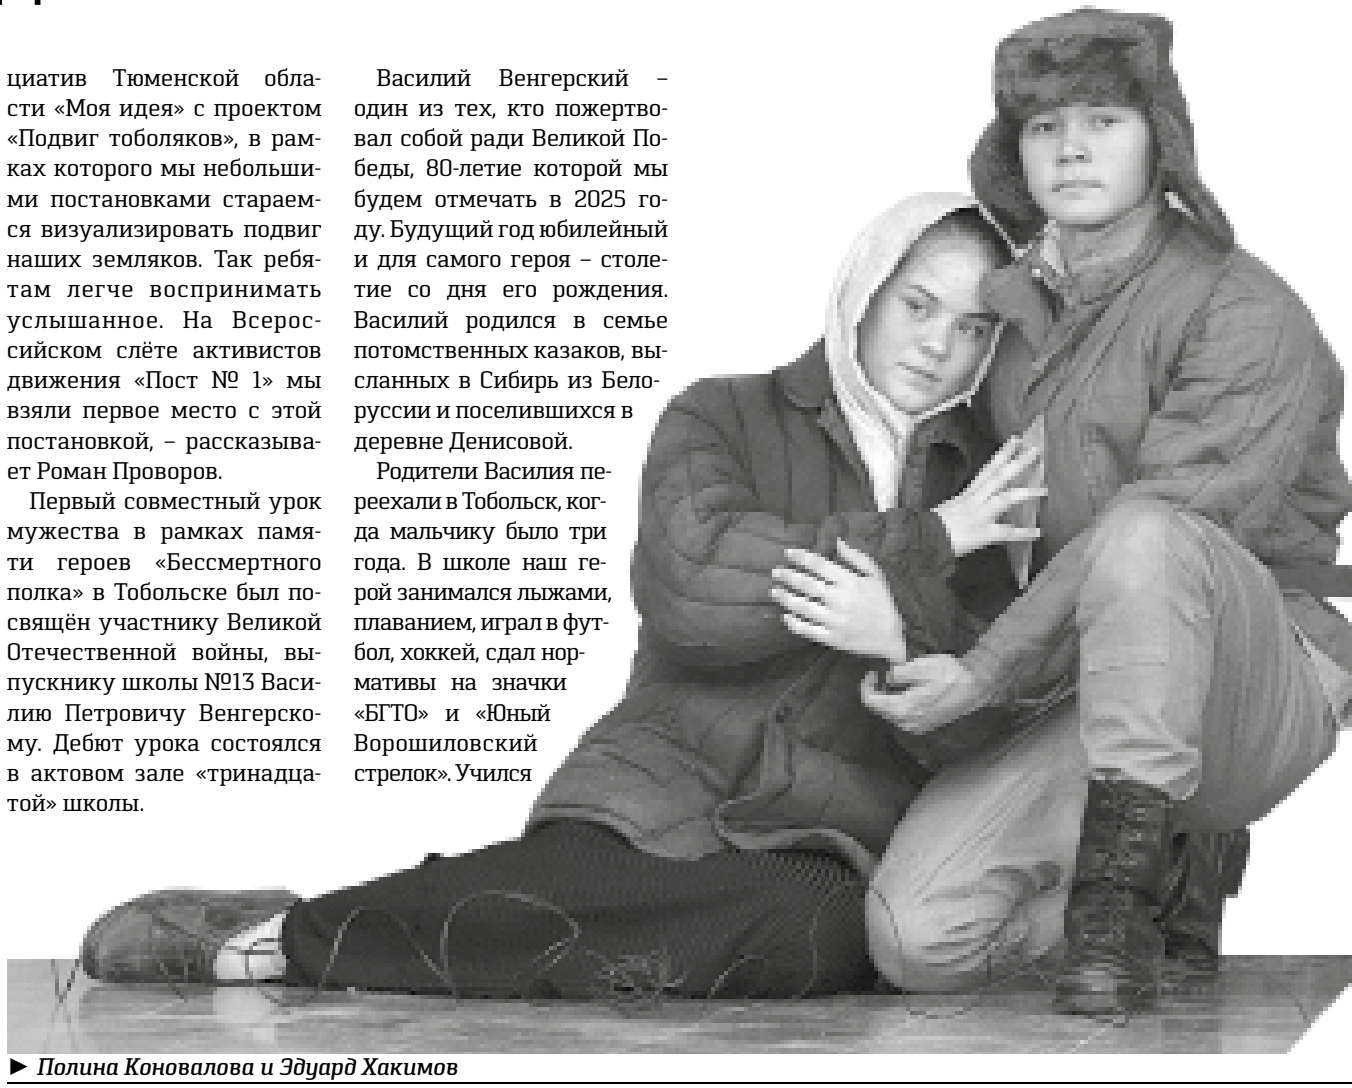 циатив Тюменской обла-
сти «Моя идея» с проектом
«Подвиг тоболяков», в рам-
ках которого мы небольши-
ми постановками стараем-
ся визуализировать подвиг
наших земляков. Так ребя-
там легче воспринимать
услышанное. На Всерос-
сийском слёте активистов
движения «Пост № 1» мы
взяли первое место с этой
постановкой, – рассказыва-
ет Роман Проворов.
Первый совместный урок
мужества в рамках памя-
ти героев «Бессмертного
полка» в Тобольске был по-
свящён участнику Великой
Отечественной войны, вы-
пускнику школы №13 Васи-
лию Петровичу Венгерско-
му. Дебют урока состоялся
в актовом зале «тринадца-
той» школы.
Василий Венгерский –
один из тех, кто пожертво-
вал собой ради Великой По-
беды, 80-летие которой мы
будем отмечать в 2025 го-
ду. Будущий год юбилейный
и для самого героя – столе-
тие со дня его рождения.
Василий родился в семье
потомственных казаков, вы-
сланных в Сибирь из Бело-
руссии и поселившихся в
деревне Денисовой.
Родители Василия пе-
реехали в Тобольск, ког-
да мальчику было три
года. В школе наш ге-
рой занимался лыжами,
плаванием, играл в фут-
бол, хоккей, сдал нор-
мативы на значки
«БГТО» и «Юный
Ворошиловский
стрелок». Учился
► Полина Коновалова и Эдуард Хакимов